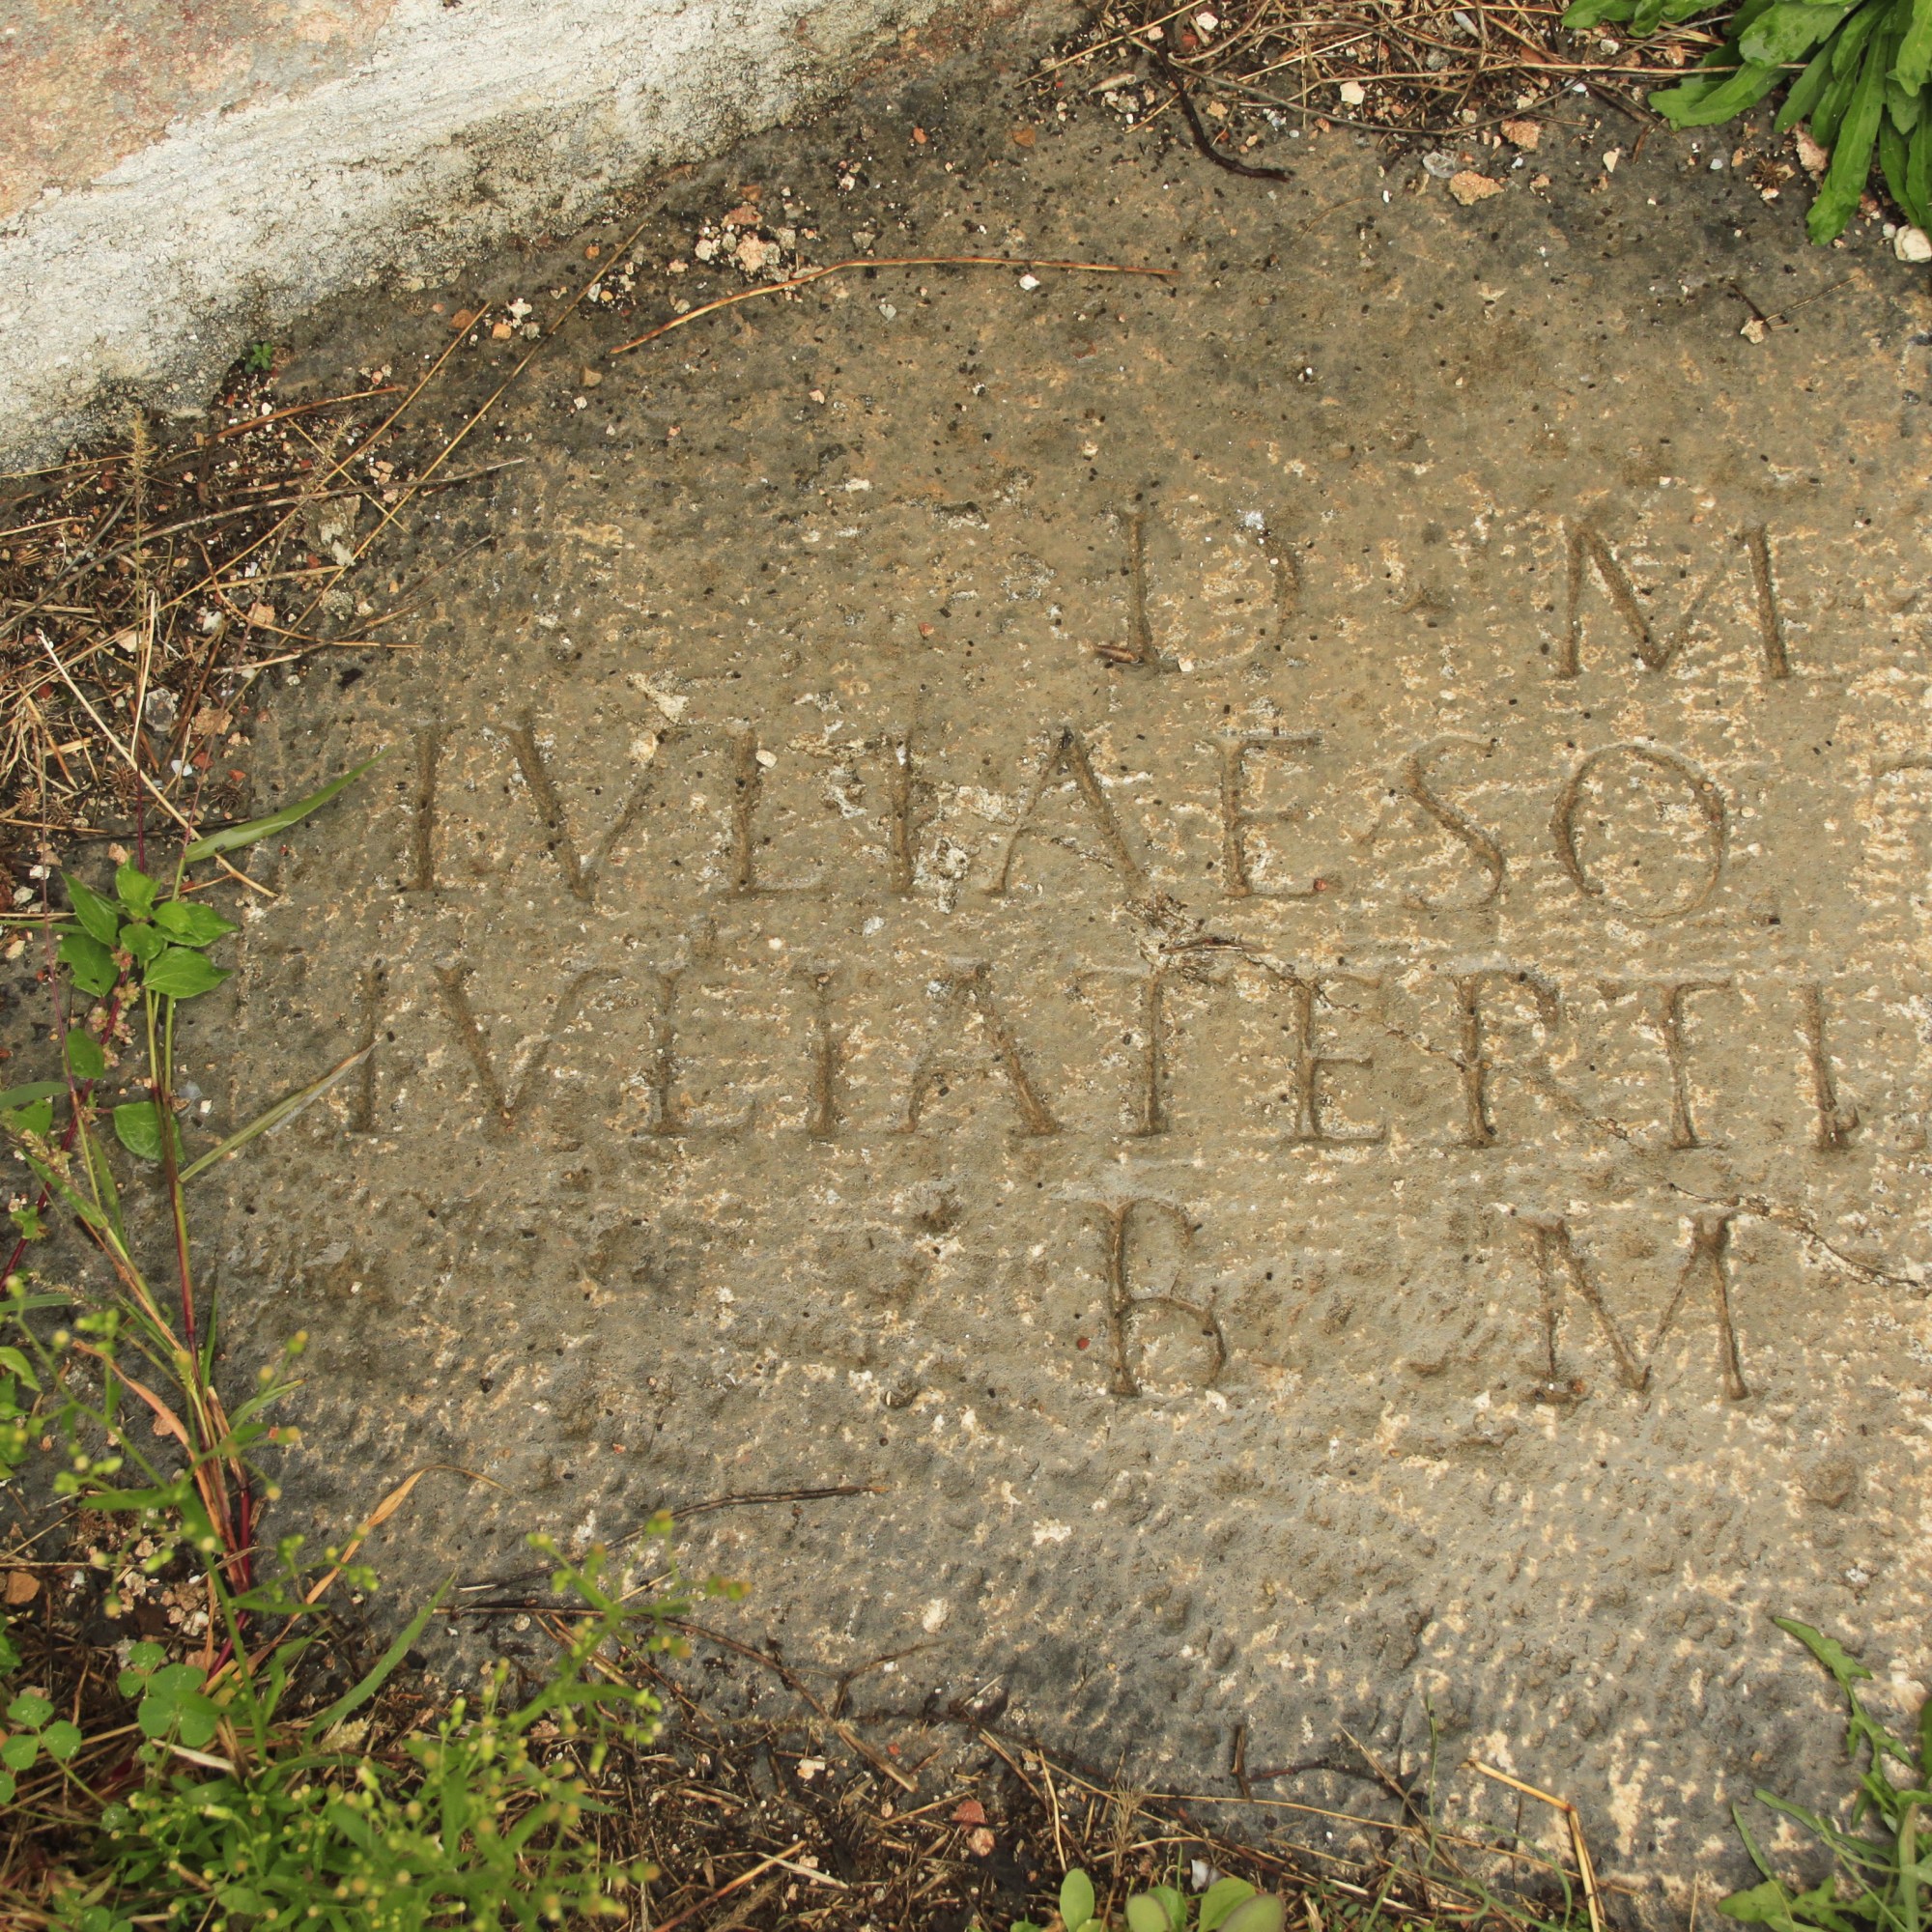 D M
IVLIAE SO
IVLIA TERTI
B M